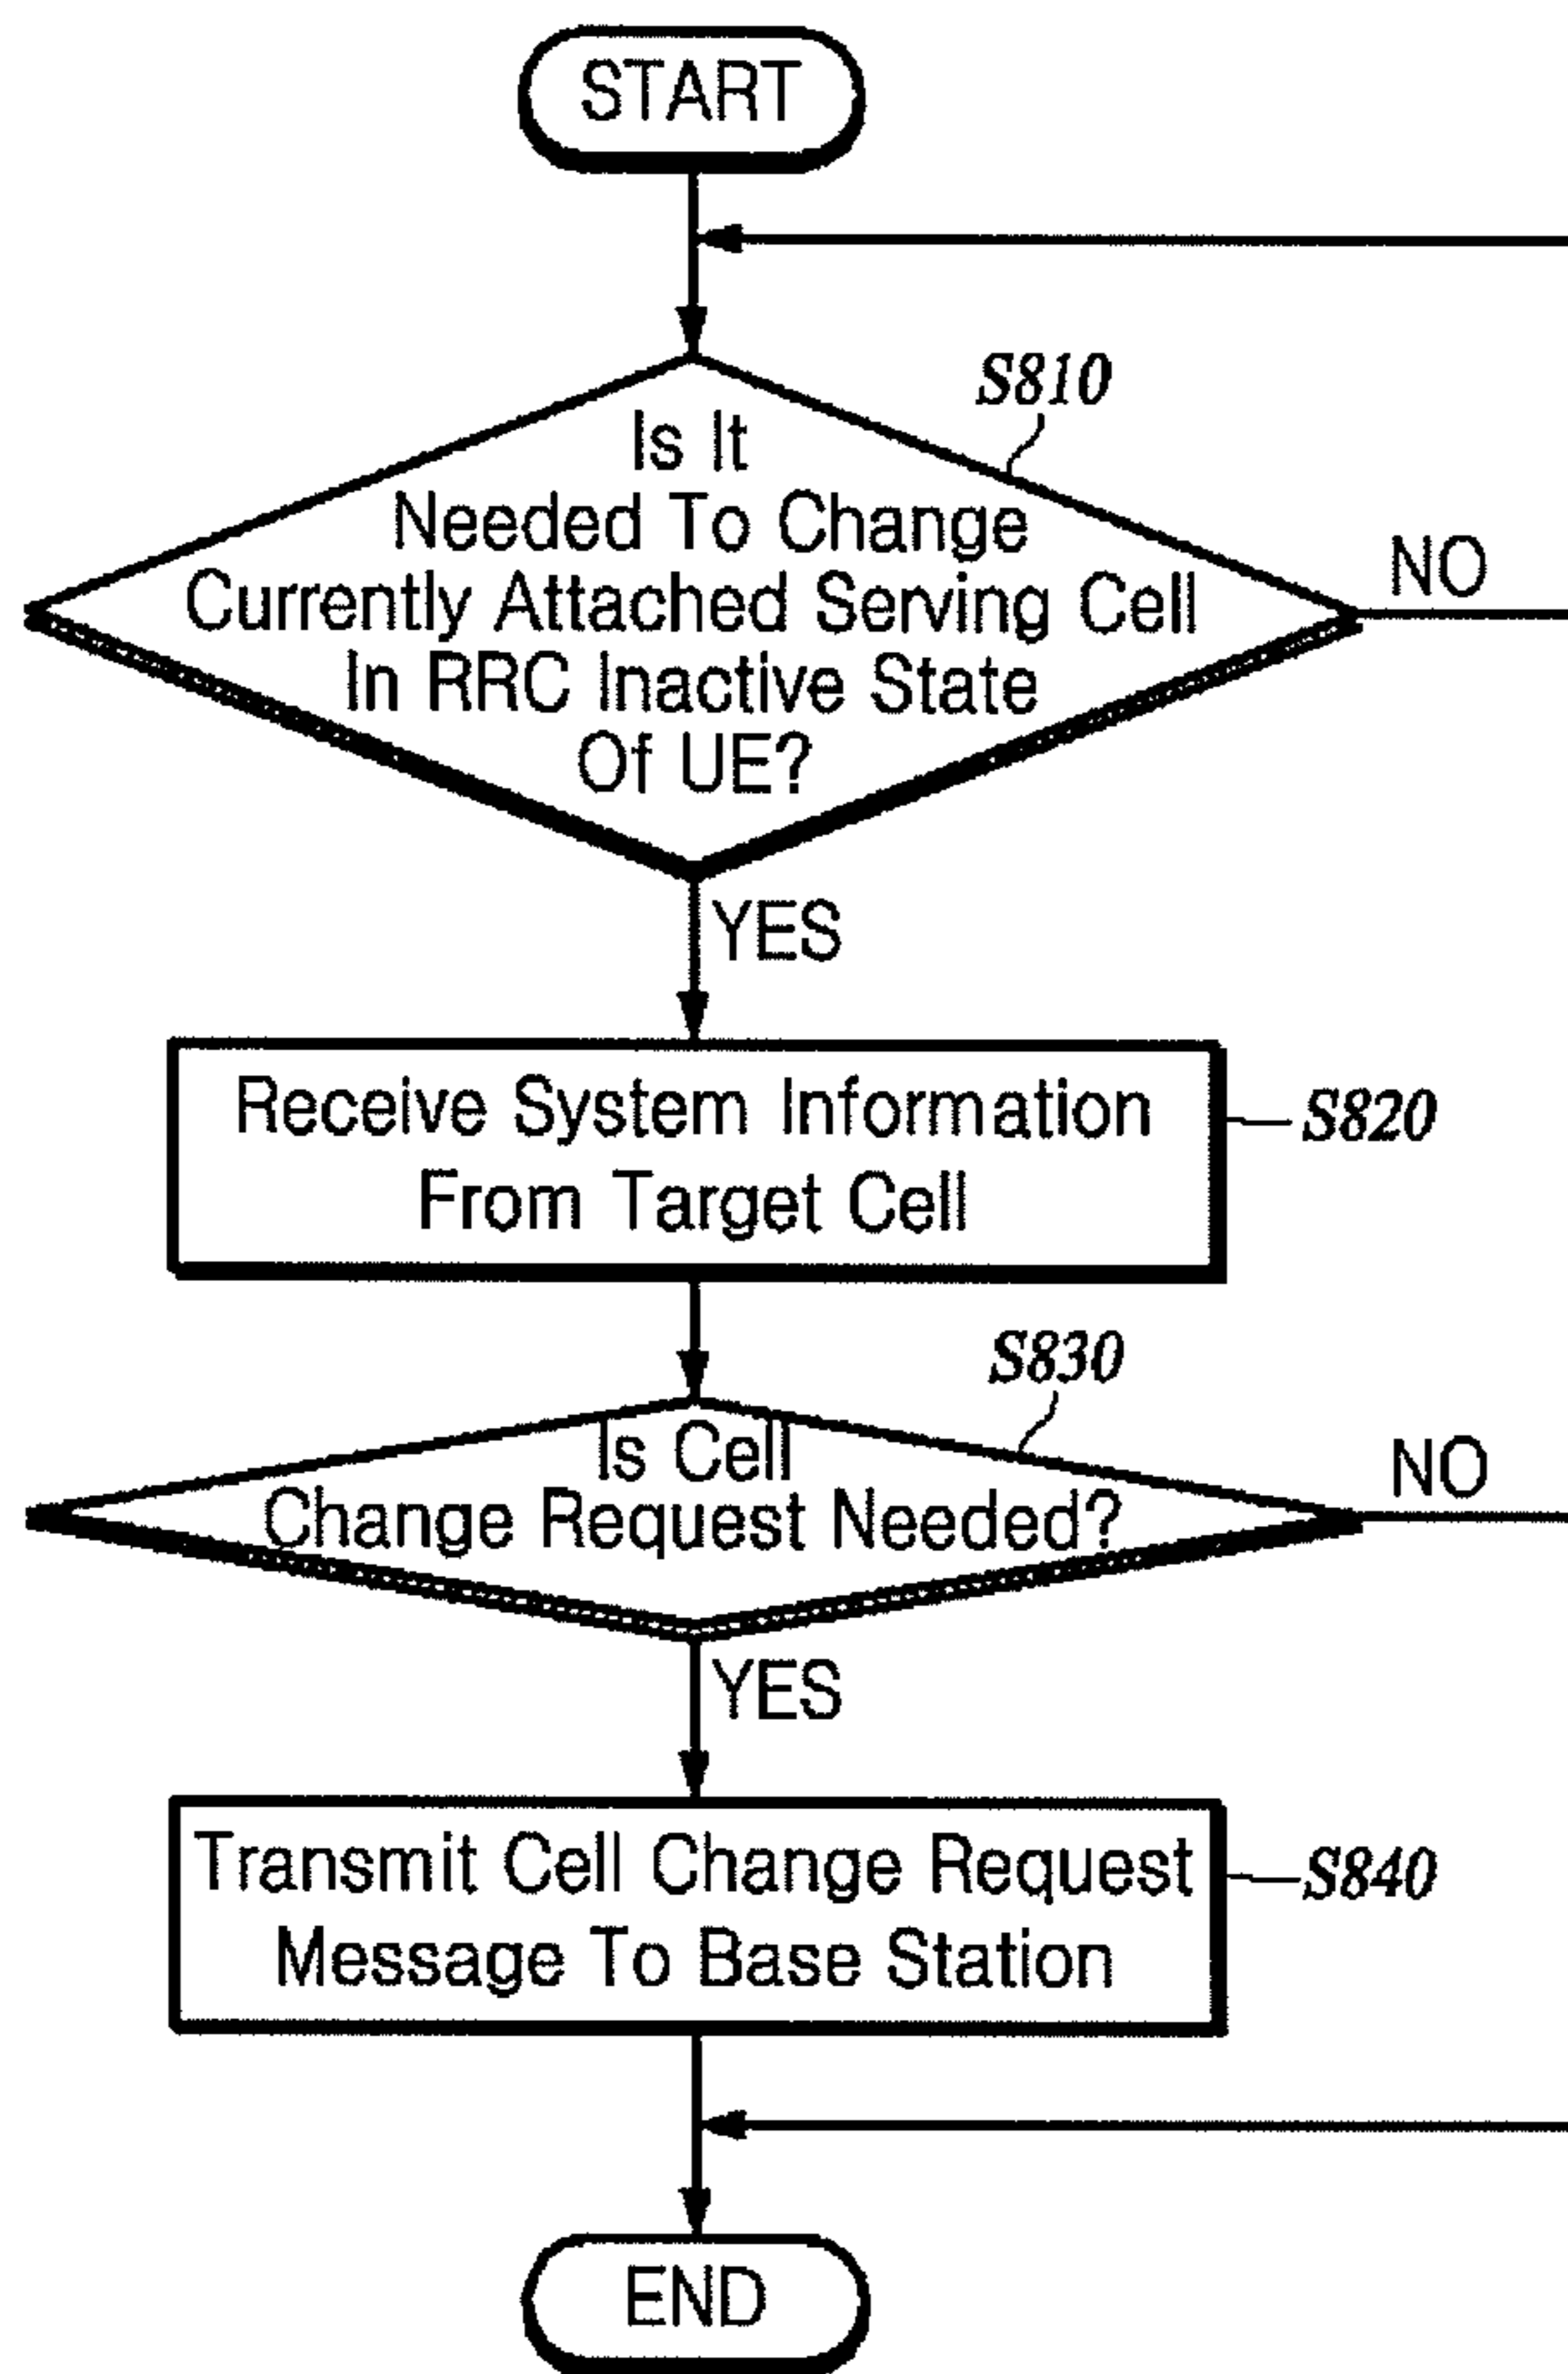 START
S810
Is It
Needed To Change
Currently Attached Serving Cell
In RRC Inactive State
Of UE?
NO
YES
Receive System Information
From Target Cell
S820
S830
Is Cell
Change Request Needed?
NO
YES
Transmit Cell Change Request
Message To Base Station
S840
END